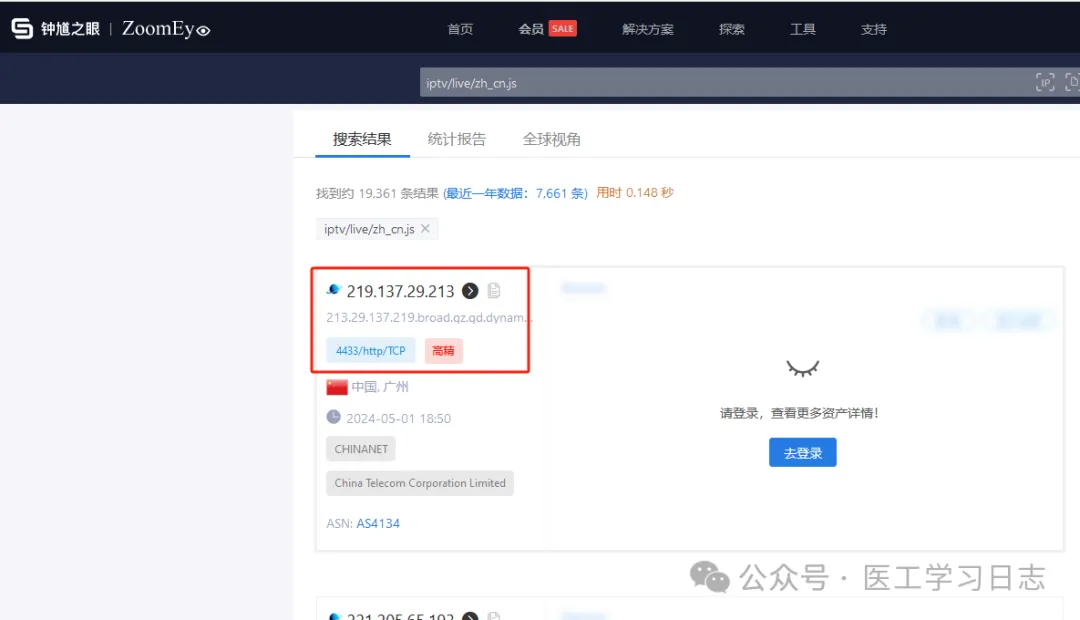 钟馗之眼 | ZoomEye
首页 会员 SALE 解决方案 探索 工具 支持
iptv/live/zh_cn.js
搜索结果 统计报告 全球视角
找到约 19,361 条结果 (最近一年数据：7,661 条) 用时 0.148 秒
iptv/live/zh_cn.js ×
219.137.29.213
213.29.137.219.broad.gz.gd.dynam...
4433/http/TCP 高精
中国, 广州
2024-05-01 18:50
CHINANET
China Telecom Corporation Limited
ASN: AS4134
请登录，查看更多资产详情！
去登录
公众号 · 医工学习日志
221.205.65.193